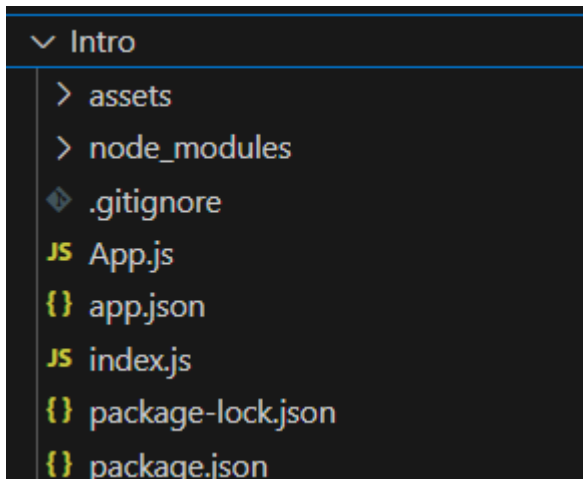 Intro
assets
node_modules
.gitignore
JS App.js
{} app.json
JS index.js
{} package-lock.json
{} package.json